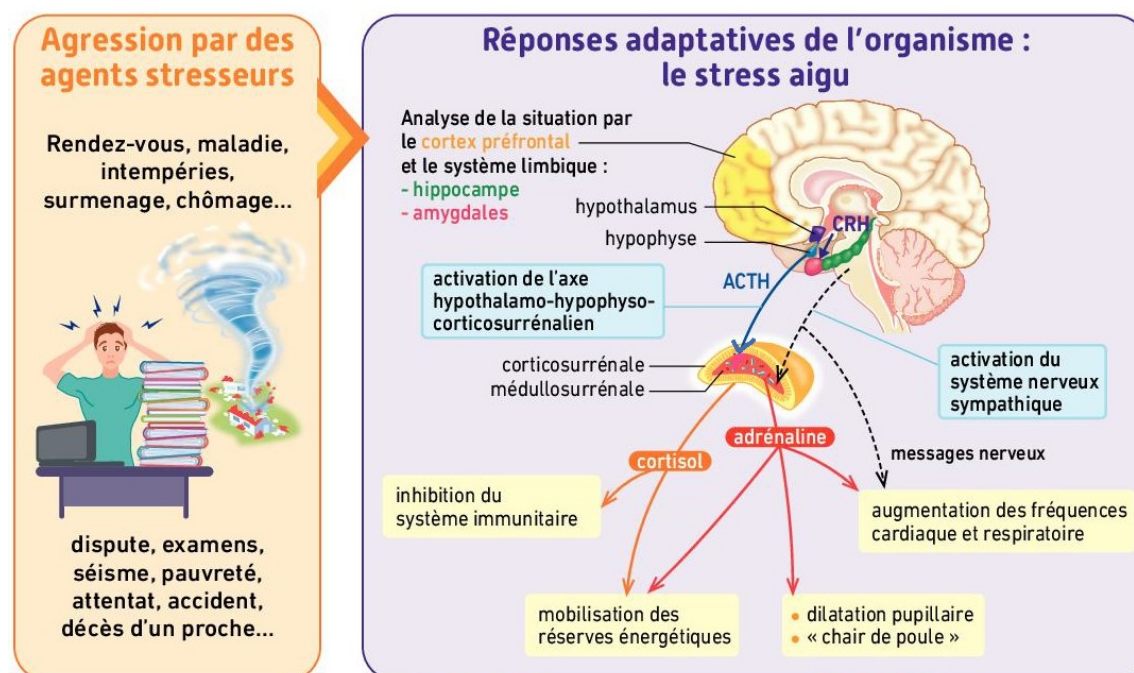 Agression par des
agents stresseurs
Rendez-vous, maladie,
intempéries,
surmenage, chômage...
dispute, examens,
séisme, pauvreté,
attentat, accident,
décès d'un proche...
Réponses adaptatives de l'organisme :
le stress aigu
Analyse de la situation par
le cortex préfrontal
et le système limbique :
- hippocampe
- amygdales
hypothalamus
CRH
hypophyse
ACTH
activation de l'axe
hypothalamo-hypophyso-
corticosurrénalien
corticosurrénale
médullosurrénale
activation du
système nerveux
sympathique
adrénaline
cortisol
messages nerveux
inhibition du
système immunitaire
augmentation des fréquences
cardiaque et respiratoire
mobilisation des
réserves énergétiques
• dilatation pupillaire
• « chair de poule »